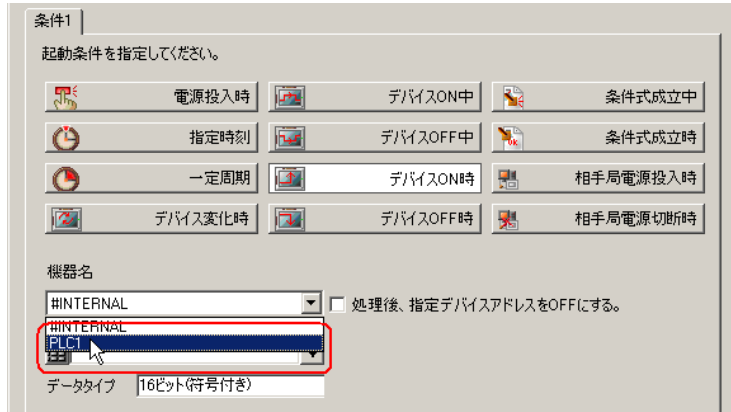 条件1
起動条件を指定してください。
電源投入時 デバイスON中 条件式成立中
指定時刻 デバイスOFF中 条件式成立時
一定周期 デバイスON時 相手局電源投入時
デバイス変化時 デバイスOFF時 相手局電源切断時
機器名
#INTERNAL 処理後、指定デバイスアドレスをOFFにする。
#INTERNAL
PLC1
データタイプ 16ビット(符号付き)